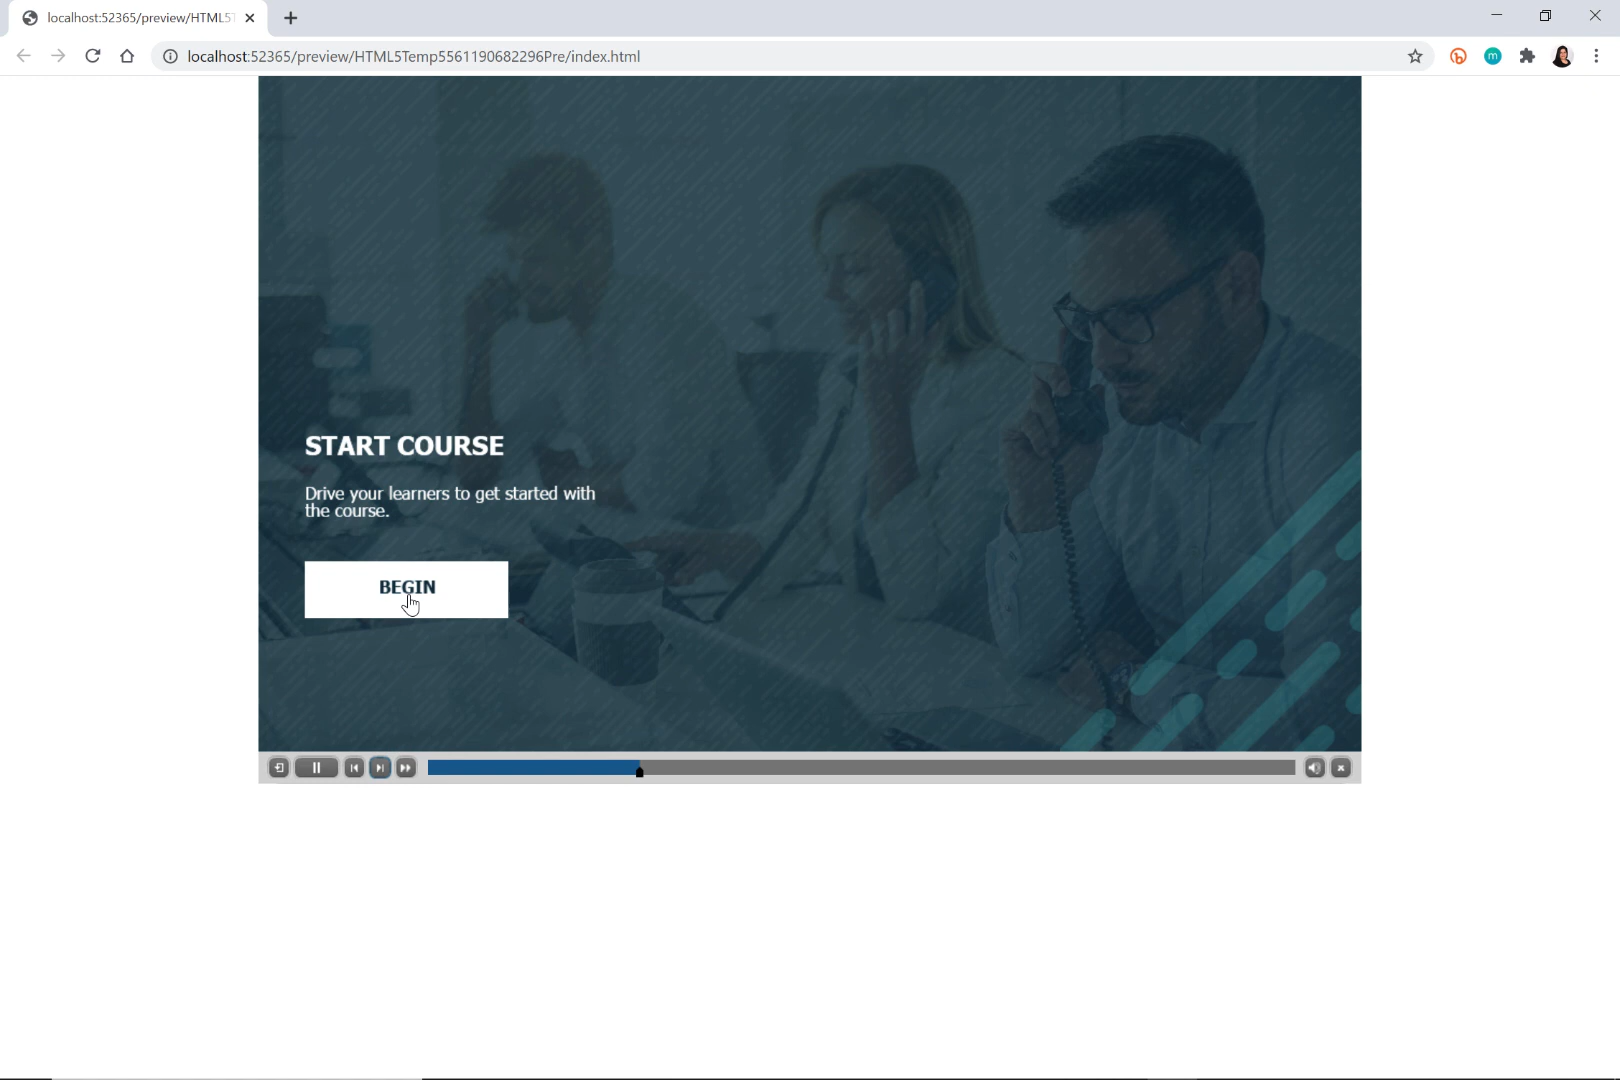 localhost:52365/preview/HTML5T
localhost:52365/preview/HTML5Temp5561190682296Pre/index.html
m
START COURSE
Drive your learners to get started with
the course.
BEGIN